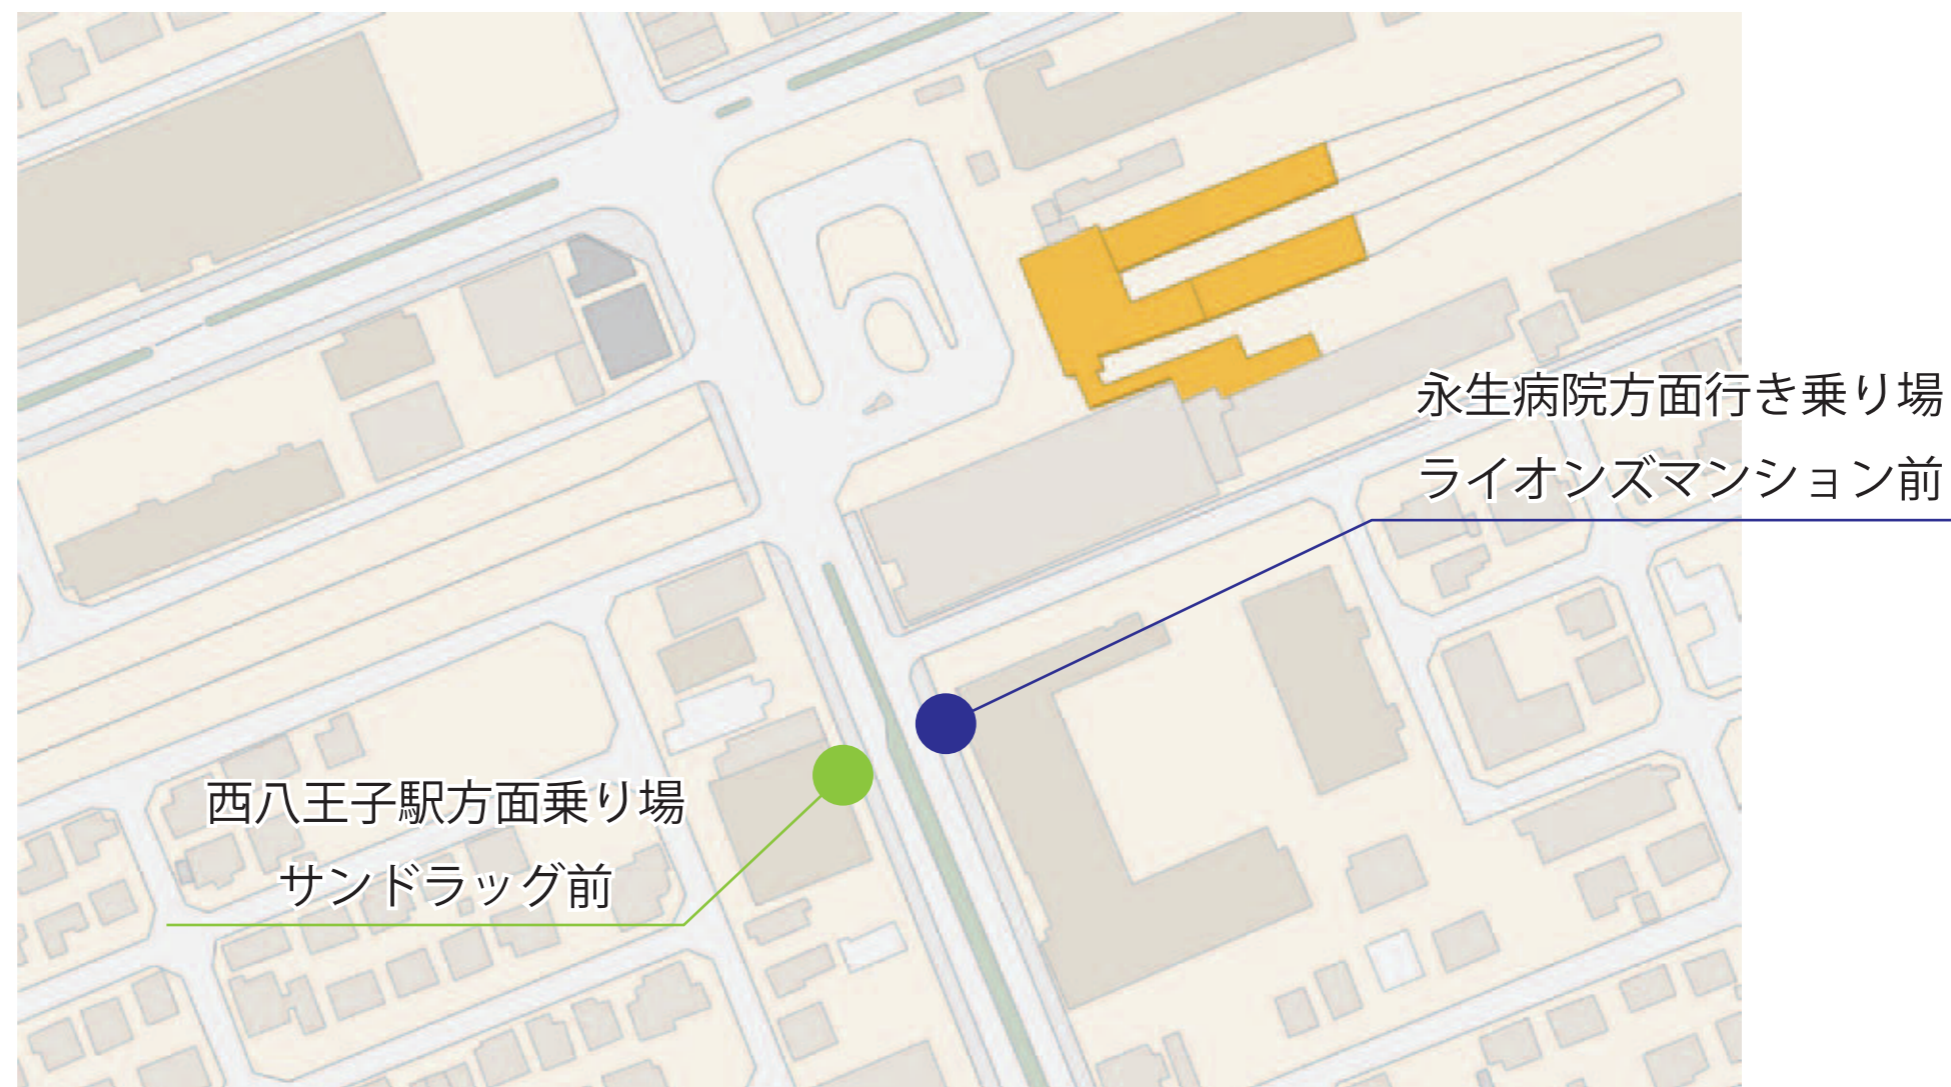 永生病院方面行き乗り場
ライオンズマンション前
西八王子駅方面乗り場
サンドラッグ前